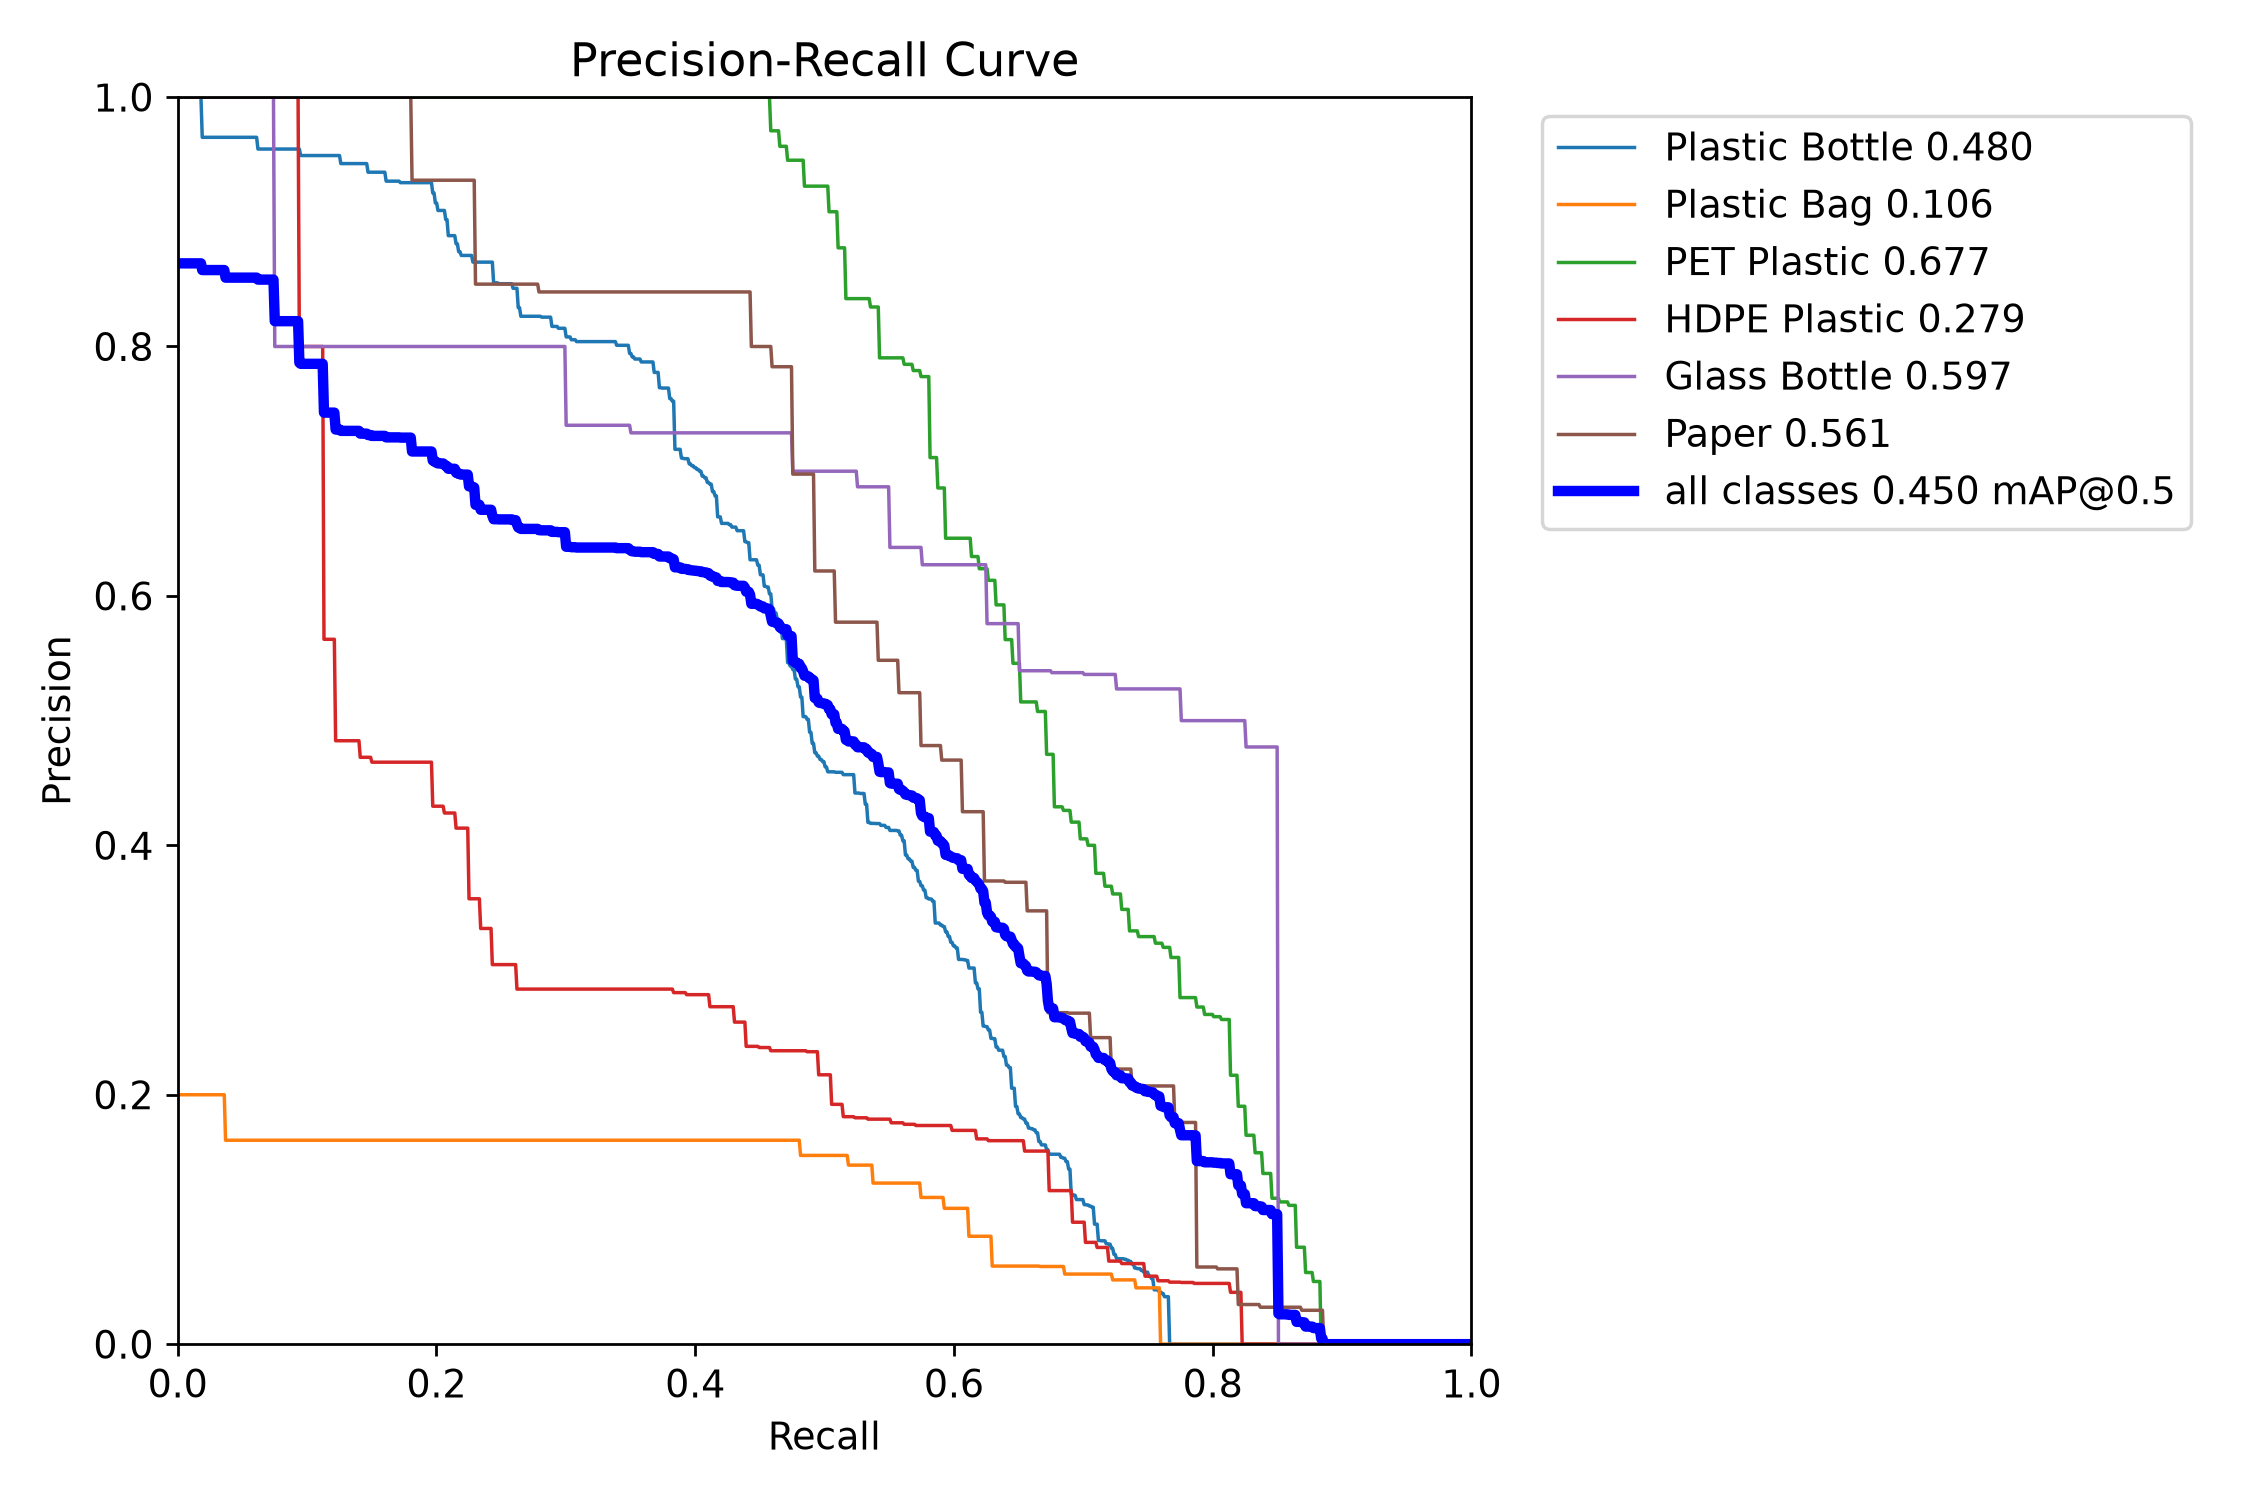 Precision-Recall Curve
1.0
0.8
0.6
0.4
0.2
0.0
Precision
0.0 0.2 0.4 0.6 0.8 1.0
Recall
Plastic Bottle 0.480
Plastic Bag 0.106
PET Plastic 0.677
HDPE Plastic 0.279
Glass Bottle 0.597
Paper 0.561
all classes 0.450 mAP@0.5